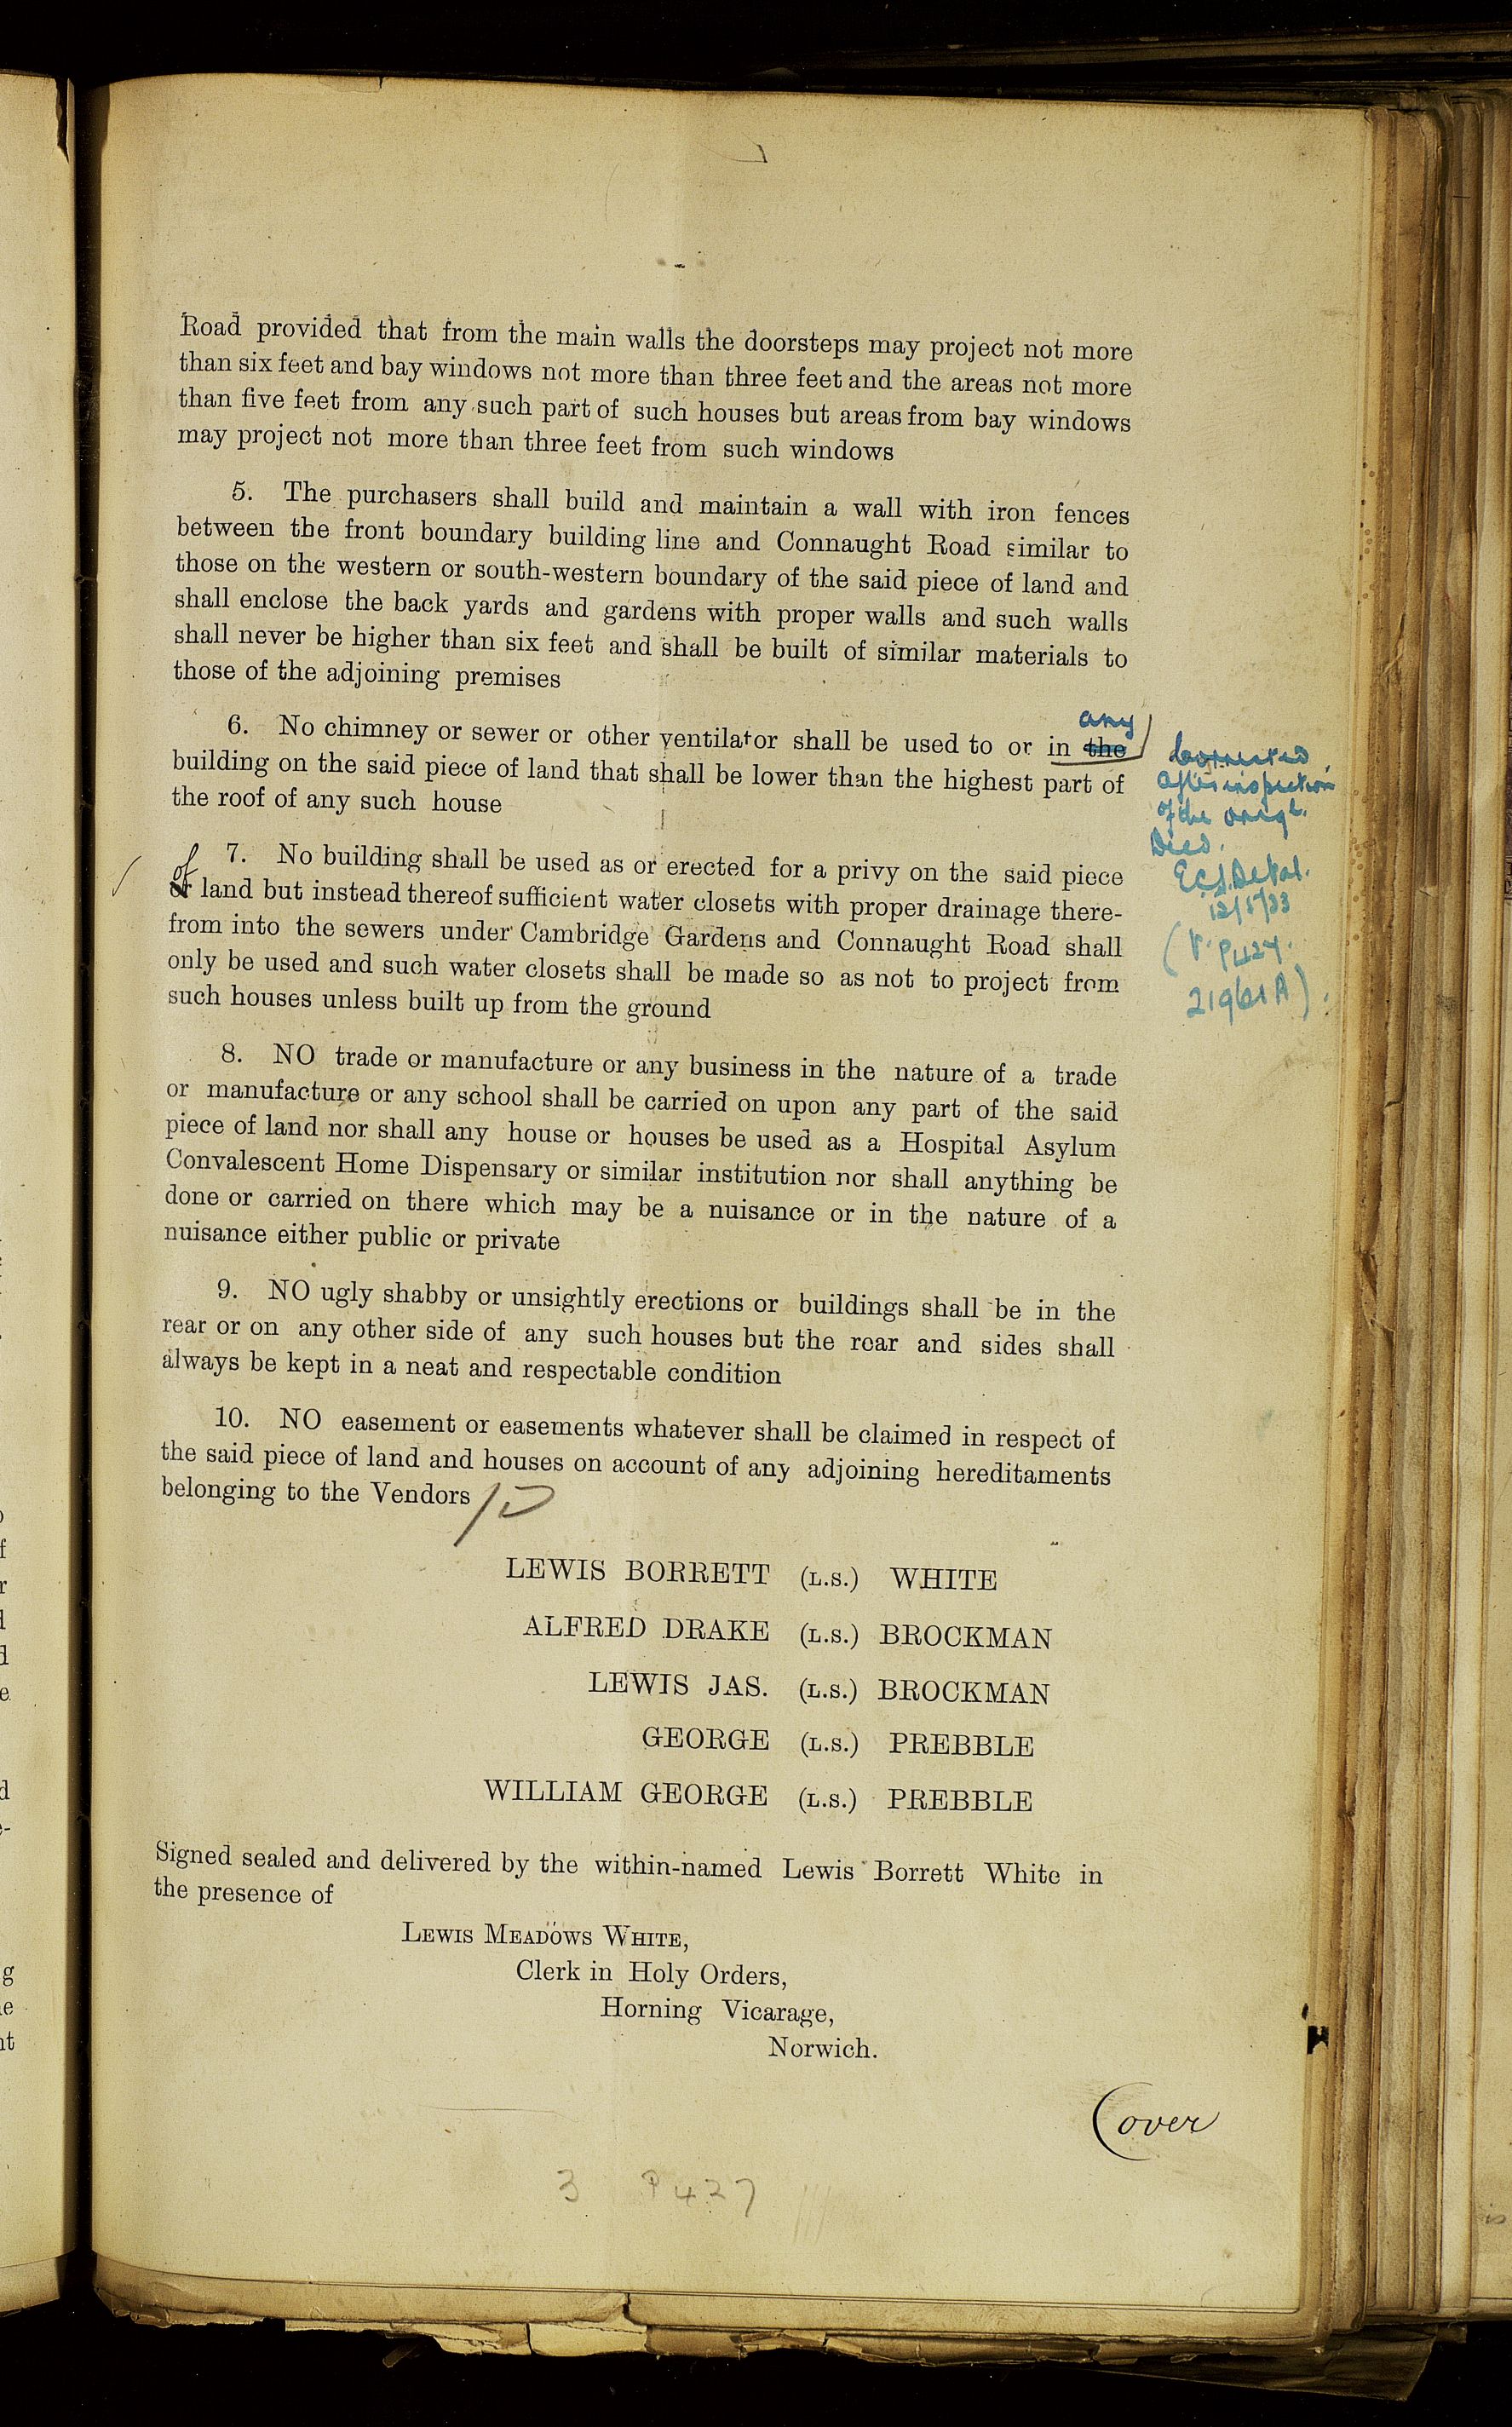 Road provided that from the main walls the doorsteps may project not more
than six feet and bay windows not more than three feet and the areas not more
than five feet from any such part of such houses but areas from bay windows
may project not more than three feet from such windows
5. The purchasers shall build and maintain a wall with iron fences
between the front boundary building line and Connaught Road similar to
those on the western or south-western boundary of the said piece of land and
shall enclose the back yards and gardens with proper walls and such walls
shall never be higher than six feet and shall be built of similar materials to
those of the adjoining premises
any
6. No chimney or sewer or other ventilator shall be used to or in the
building on the said piece of land that shall be lower than the highest part of
the roof of any such house
Corrected
after inspection
of the origl.
Deed.
12/5/33
7. No building shall be used as or erected for a privy on the said piece
of
or land but instead thereof sufficient water closets with proper drainage there-
from into the sewers under Cambridge Gardens and Connaught Road shall
only be used and such water closets shall be made so as not to project from
such houses unless built up from the ground
8. NO trade or manufacture or any business in the nature of a trade
or manufacture or any school shall be carried on upon any part of the said
piece of land nor shall any house or houses be used as a Hospital Asylum
Convalescent Home Dispensary or similar institution nor shall anything be
done or carried on there which may be a nuisance or in the nature of a
nuisance either public or private
9. NO ugly shabby or unsightly erections or buildings shall be in the
rear or on any other side of any such houses but the rear and sides shall
always be kept in a neat and respectable condition
10. NO easement or easements whatever shall be claimed in respect of
the said piece of land and houses on account of any adjoining hereditaments
belonging to the Vendors
LEWIS BORRETT (L.S.) WHITE
ALFRED DRAKE (L.S.) BROCKMAN
LEWIS JAS. (L.S.) BROCKMAN
GEORGE (L.S.) PREBBLE
WILLIAM GEORGE (L.S.) PREBBLE
Signed sealed and delivered by the within-named Lewis Borrett White in
the presence of
LEWIS MEADOWS WHITE,
Clerk in Holy Orders,
Horning Vicarage,
Norwich.
(over
3 P427